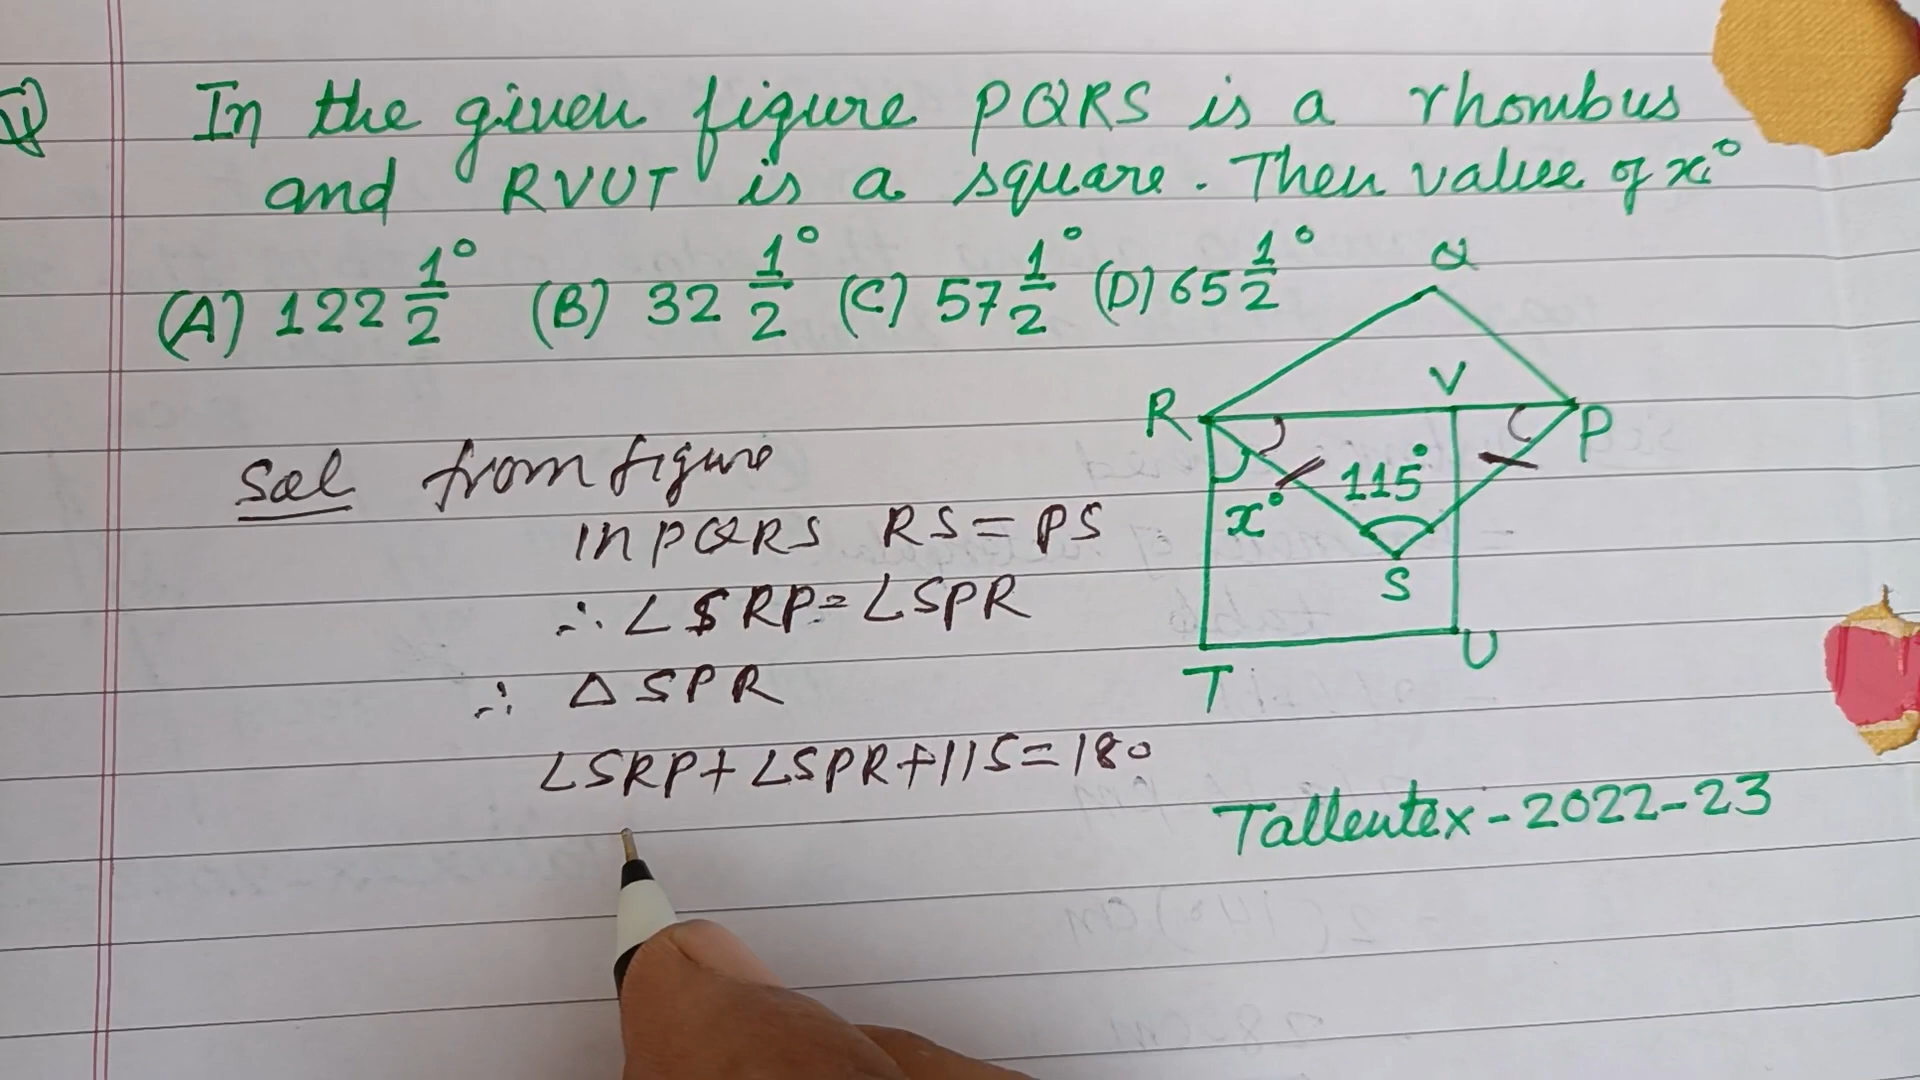 Q) In the given figure PQRS is a rhombus
and RVUT is a square. Then value of x°
(A) 122 1/2° (B) 32 1/2° (C) 57 1/2° (D) 65 1/2°
Q
V
R
P
115°
x°
S
T
U
Sol from figure
in PQRS RS = PS
∴ ∠SRP = ∠SPR
∴ △SPR
∠SRP + ∠SPR + 115 = 180
Tallentex - 2022-23